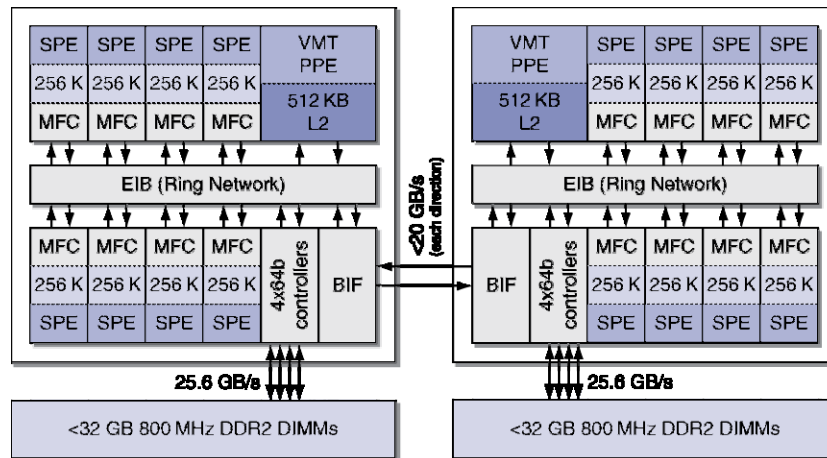 SPE SPE SPE SPE VMT PPE
256 K 256 K 256 K 256 K 512 KB L2
MFC MFC MFC MFC
EIB (Ring Network)
MFC MFC MFC MFC 4x64b controllers BIF
256 K 256 K 256 K 256 K
SPE SPE SPE SPE
25.6 GB/s
<32 GB 800 MHz DDR2 DIMMs
<20 GB/s
(each direction)
VMT PPE SPE SPE SPE SPE
512 KB L2 256 K 256 K 256 K 256 K
MFC MFC MFC MFC
EIB (Ring Network)
BIF 4x64b controllers MFC MFC MFC MFC
256 K 256 K 256 K 256 K
SPE SPE SPE SPE
25.6 GB/s
<32 GB 800 MHz DDR2 DIMMs